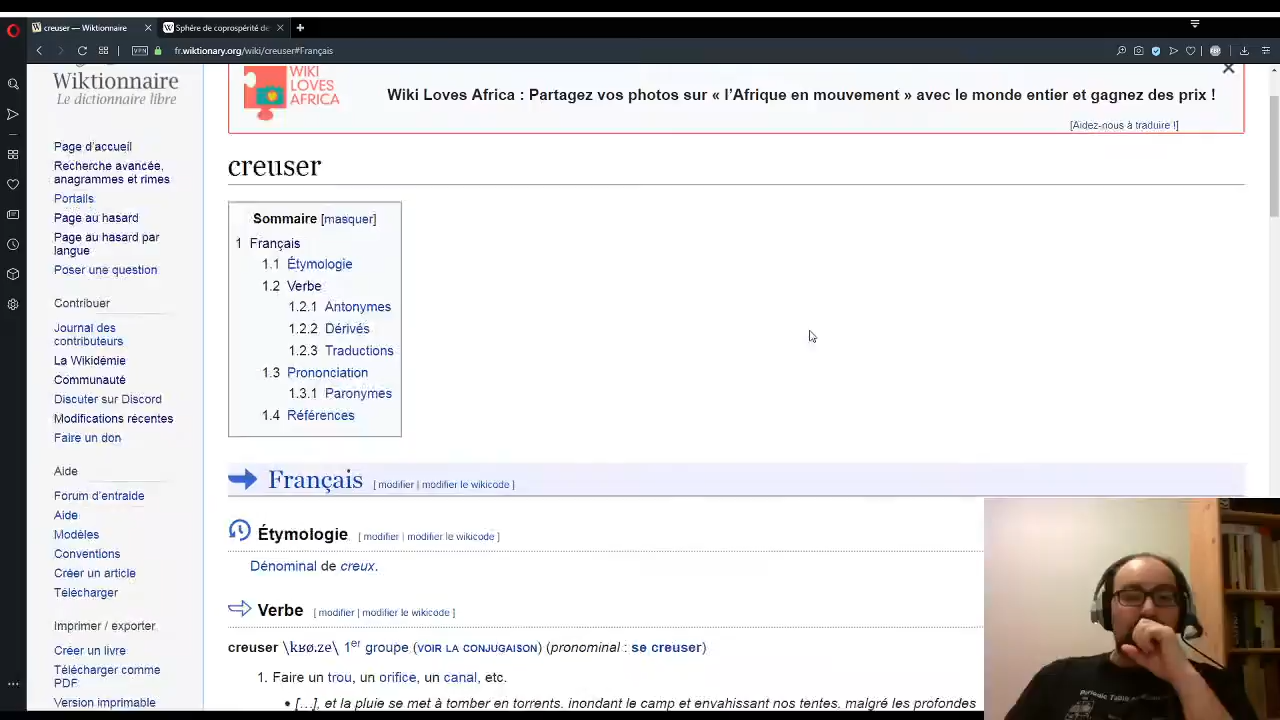 creuser — Wiktionnaire
Sphère de coprospérité de
VPN
fr.wiktionary.org/wiki/creuser#Français
Wiktionnaire
Le dictionnaire libre
WIKI
LOVES
AFRICA
Wiki Loves Africa : Partagez vos photos sur « l’Afrique en mouvement » avec le monde entier et gagnez des prix !
[Aidez-nous à traduire !]
Page d’accueil
Recherche avancée,
anagrammes et rimes
Portails
Page au hasard
Page au hasard par
langue
Poser une question
Contribuer
Journal des
contributeurs
La Wikidémie
Communauté
Discuter sur Discord
Modifications récentes
Faire un don
Aide
Forum d’entraide
Aide
Modèles
Conventions
Créer un article
Télécharger
Imprimer / exporter
Créer un livre
Télécharger comme
PDF
Version imprimable
creuser
Sommaire [masquer]
1 Français
1.1 Étymologie
1.2 Verbe
1.2.1 Antonymes
1.2.2 Dérivés
1.2.3 Traductions
1.3 Prononciation
1.3.1 Paronymes
1.4 Références
Français [ modifier | modifier le wikicode ]
Étymologie [ modifier | modifier le wikicode ]
Dénominal de creux.
Verbe [ modifier | modifier le wikicode ]
creuser \kʁø.ze\ 1er groupe (VOIR LA CONJUGAISON) (pronominal : se creuser)
1. Faire un trou, un orifice, un canal, etc.
• […], et la pluie se met à tomber en torrents, inondant le camp et envahissant nos tentes, malgré les profondes
Periodic Table